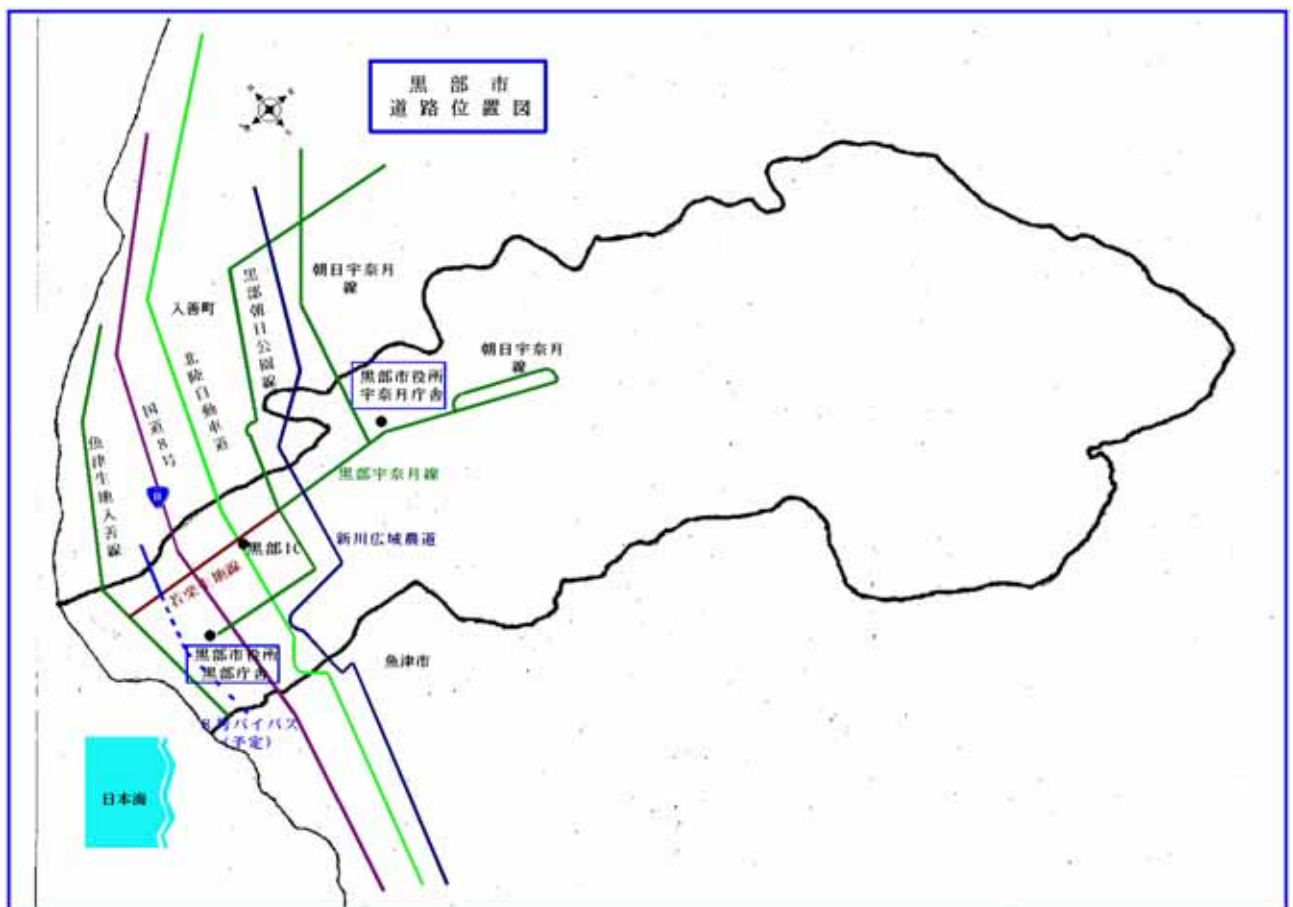 黒部市
道路位置図
朝日宇奈月
線
入善町
黒部朝日公園線
朝日宇奈月
線
北陸自動車道
黒部市役所
宇奈月庁舎
国道8号
魚津生地入善線
8
黒部宇奈月線
黒部IC
新川広域農道
若栗生地線
黒部市役所
黒部庁舎
魚津市
8号バイパス
(予定)
日本海